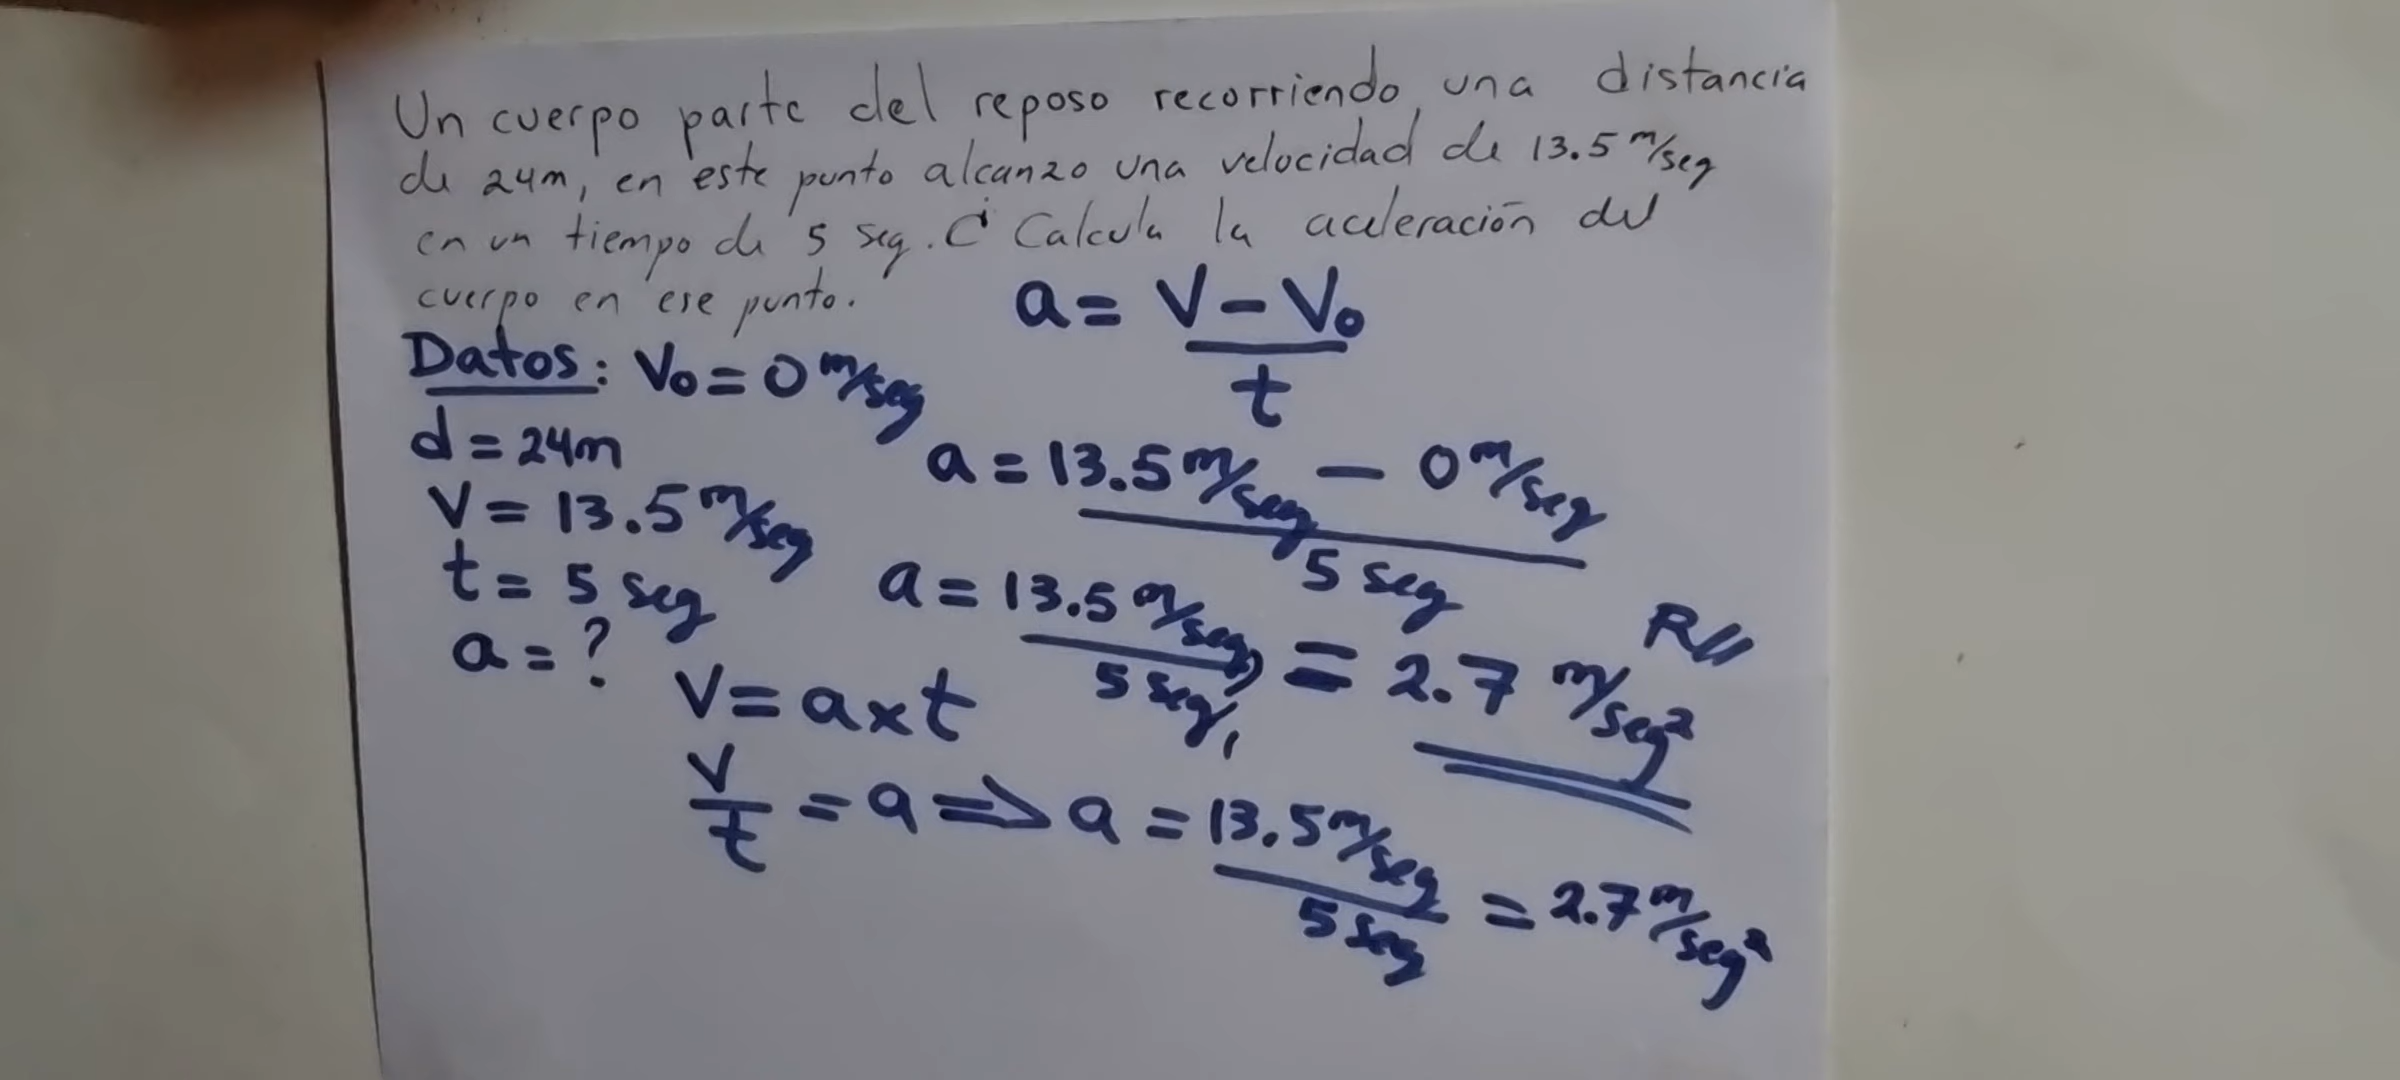 Un cuerpo parte del reposo recorriendo una distancia
de 24m, en este punto alcanzo una velocidad de 13.5 m/seg
en un tiempo de 5 seg. Calcula la aceleración del
cuerpo en ese punto.
Datos: Vo = 0 m/seg
d = 24m
V = 13.5 m/seg
t = 5 seg
a = ?
a = V - Vo
t
a = 13.5 m/seg - 0 m/seg
5 seg
a = 13.5 m/seg = 2.7 m/seg²
5 seg
R//
V = a x t
V/t = a => a = 13.5 m/seg = 2.7 m/seg²
5 seg